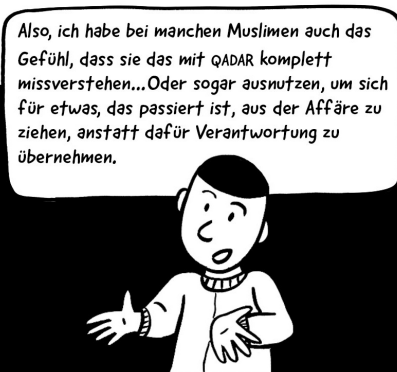 Also, ich habe bei manchen Muslimen auch das
Gefühl, dass sie das mit QADAR komplett
missverstehen...Oder sogar ausnutzen, um sich
für etwas, das passiert ist, aus der Affäre zu
ziehen, anstatt dafür Verantwortung zu
übernehmen.